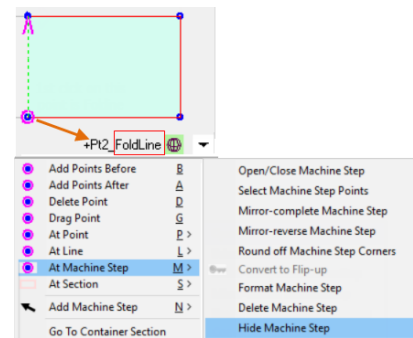 +Pt2_FoldLine
Add Points Before B
Add Points After A
Delete Point D
Drag Point G
At Point P >
At Line L >
At Machine Step M >
At Section S >
Add Machine Step N >
Go To Container Section
Open/Close Machine Step
Select Machine Step Points
Mirror-complete Machine Step
Mirror-reverse Machine Step
Round off Machine Step Corners
Convert to Flip-up
Format Machine Step
Delete Machine Step
Hide Machine Step